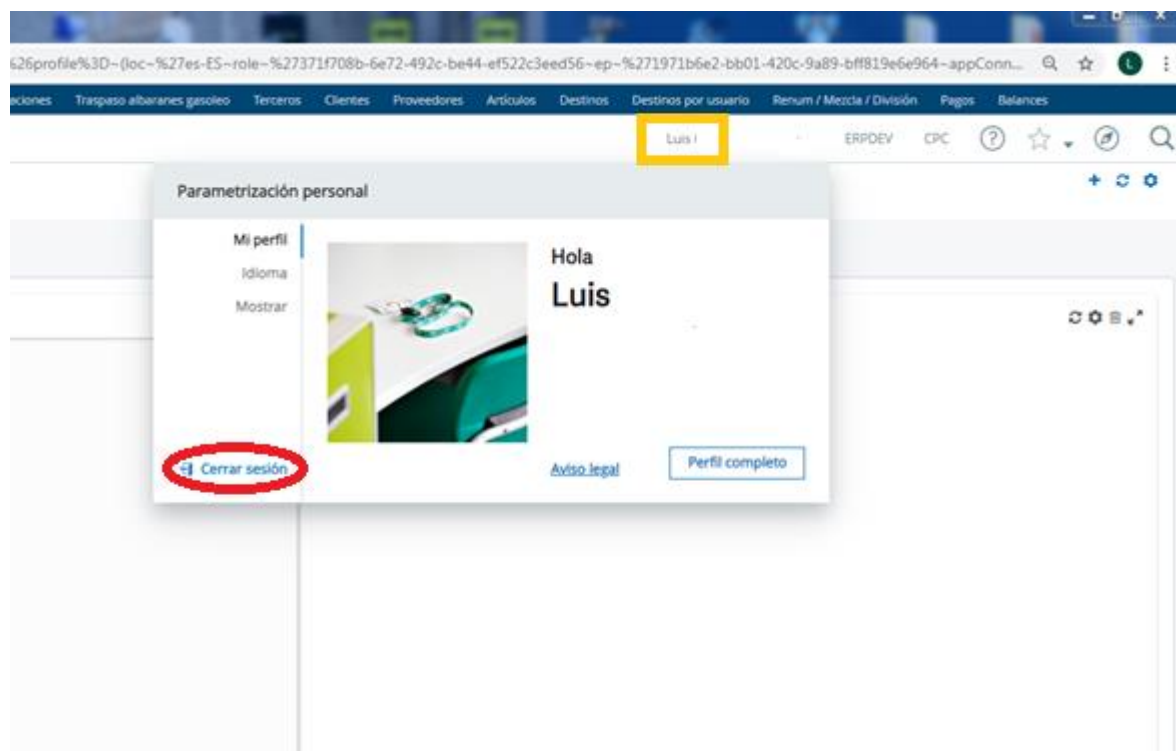 %26profile%3D~(loc~%27es-ES~role~%27371f708b-6e72-492c-be44-ef522c3eed56~ep~%271971b6e2-bb01-420c-9a89-bff819e6e964~appConn...
L
Traspaso albaranes gasoleo Terceros Clientes Proveedores Artículos Destinos Destinos por usuario Renum / Mezcla / División Pagos Balances
Luis ERPDEV CPC ?
Parametrización personal
Mi perfil
Idioma
Mostrar
Hola
Luis
Cerrar sesión
Aviso legal
Perfil completo